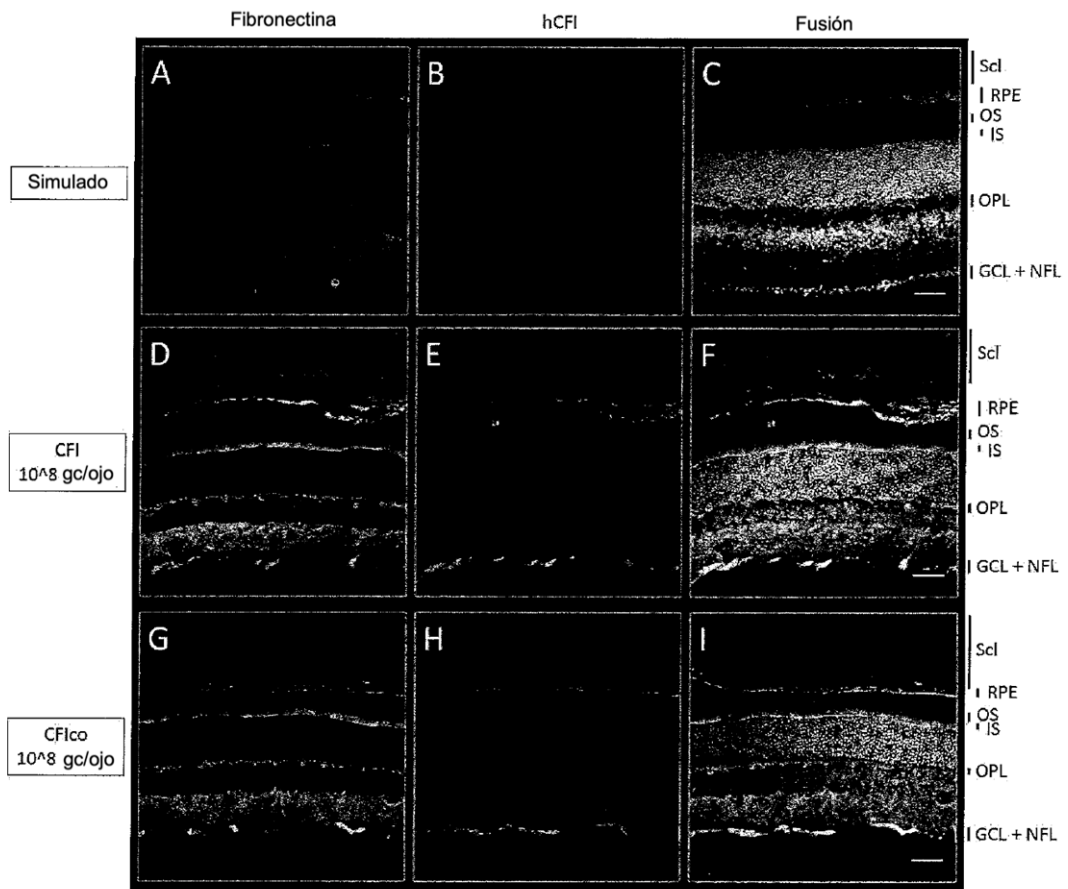 Fibronectina
hCFI
Fusión
A
B
C
Scl
RPE
OS
IS
Simulado
OPL
GCL + NFL
D
E
F
Scl
RPE
OS
IS
CFI
10^8 gc/ojo
OPL
GCL + NFL
G
H
I
Scl
RPE
OS
IS
CFIco
10^8 gc/ojo
OPL
GCL + NFL